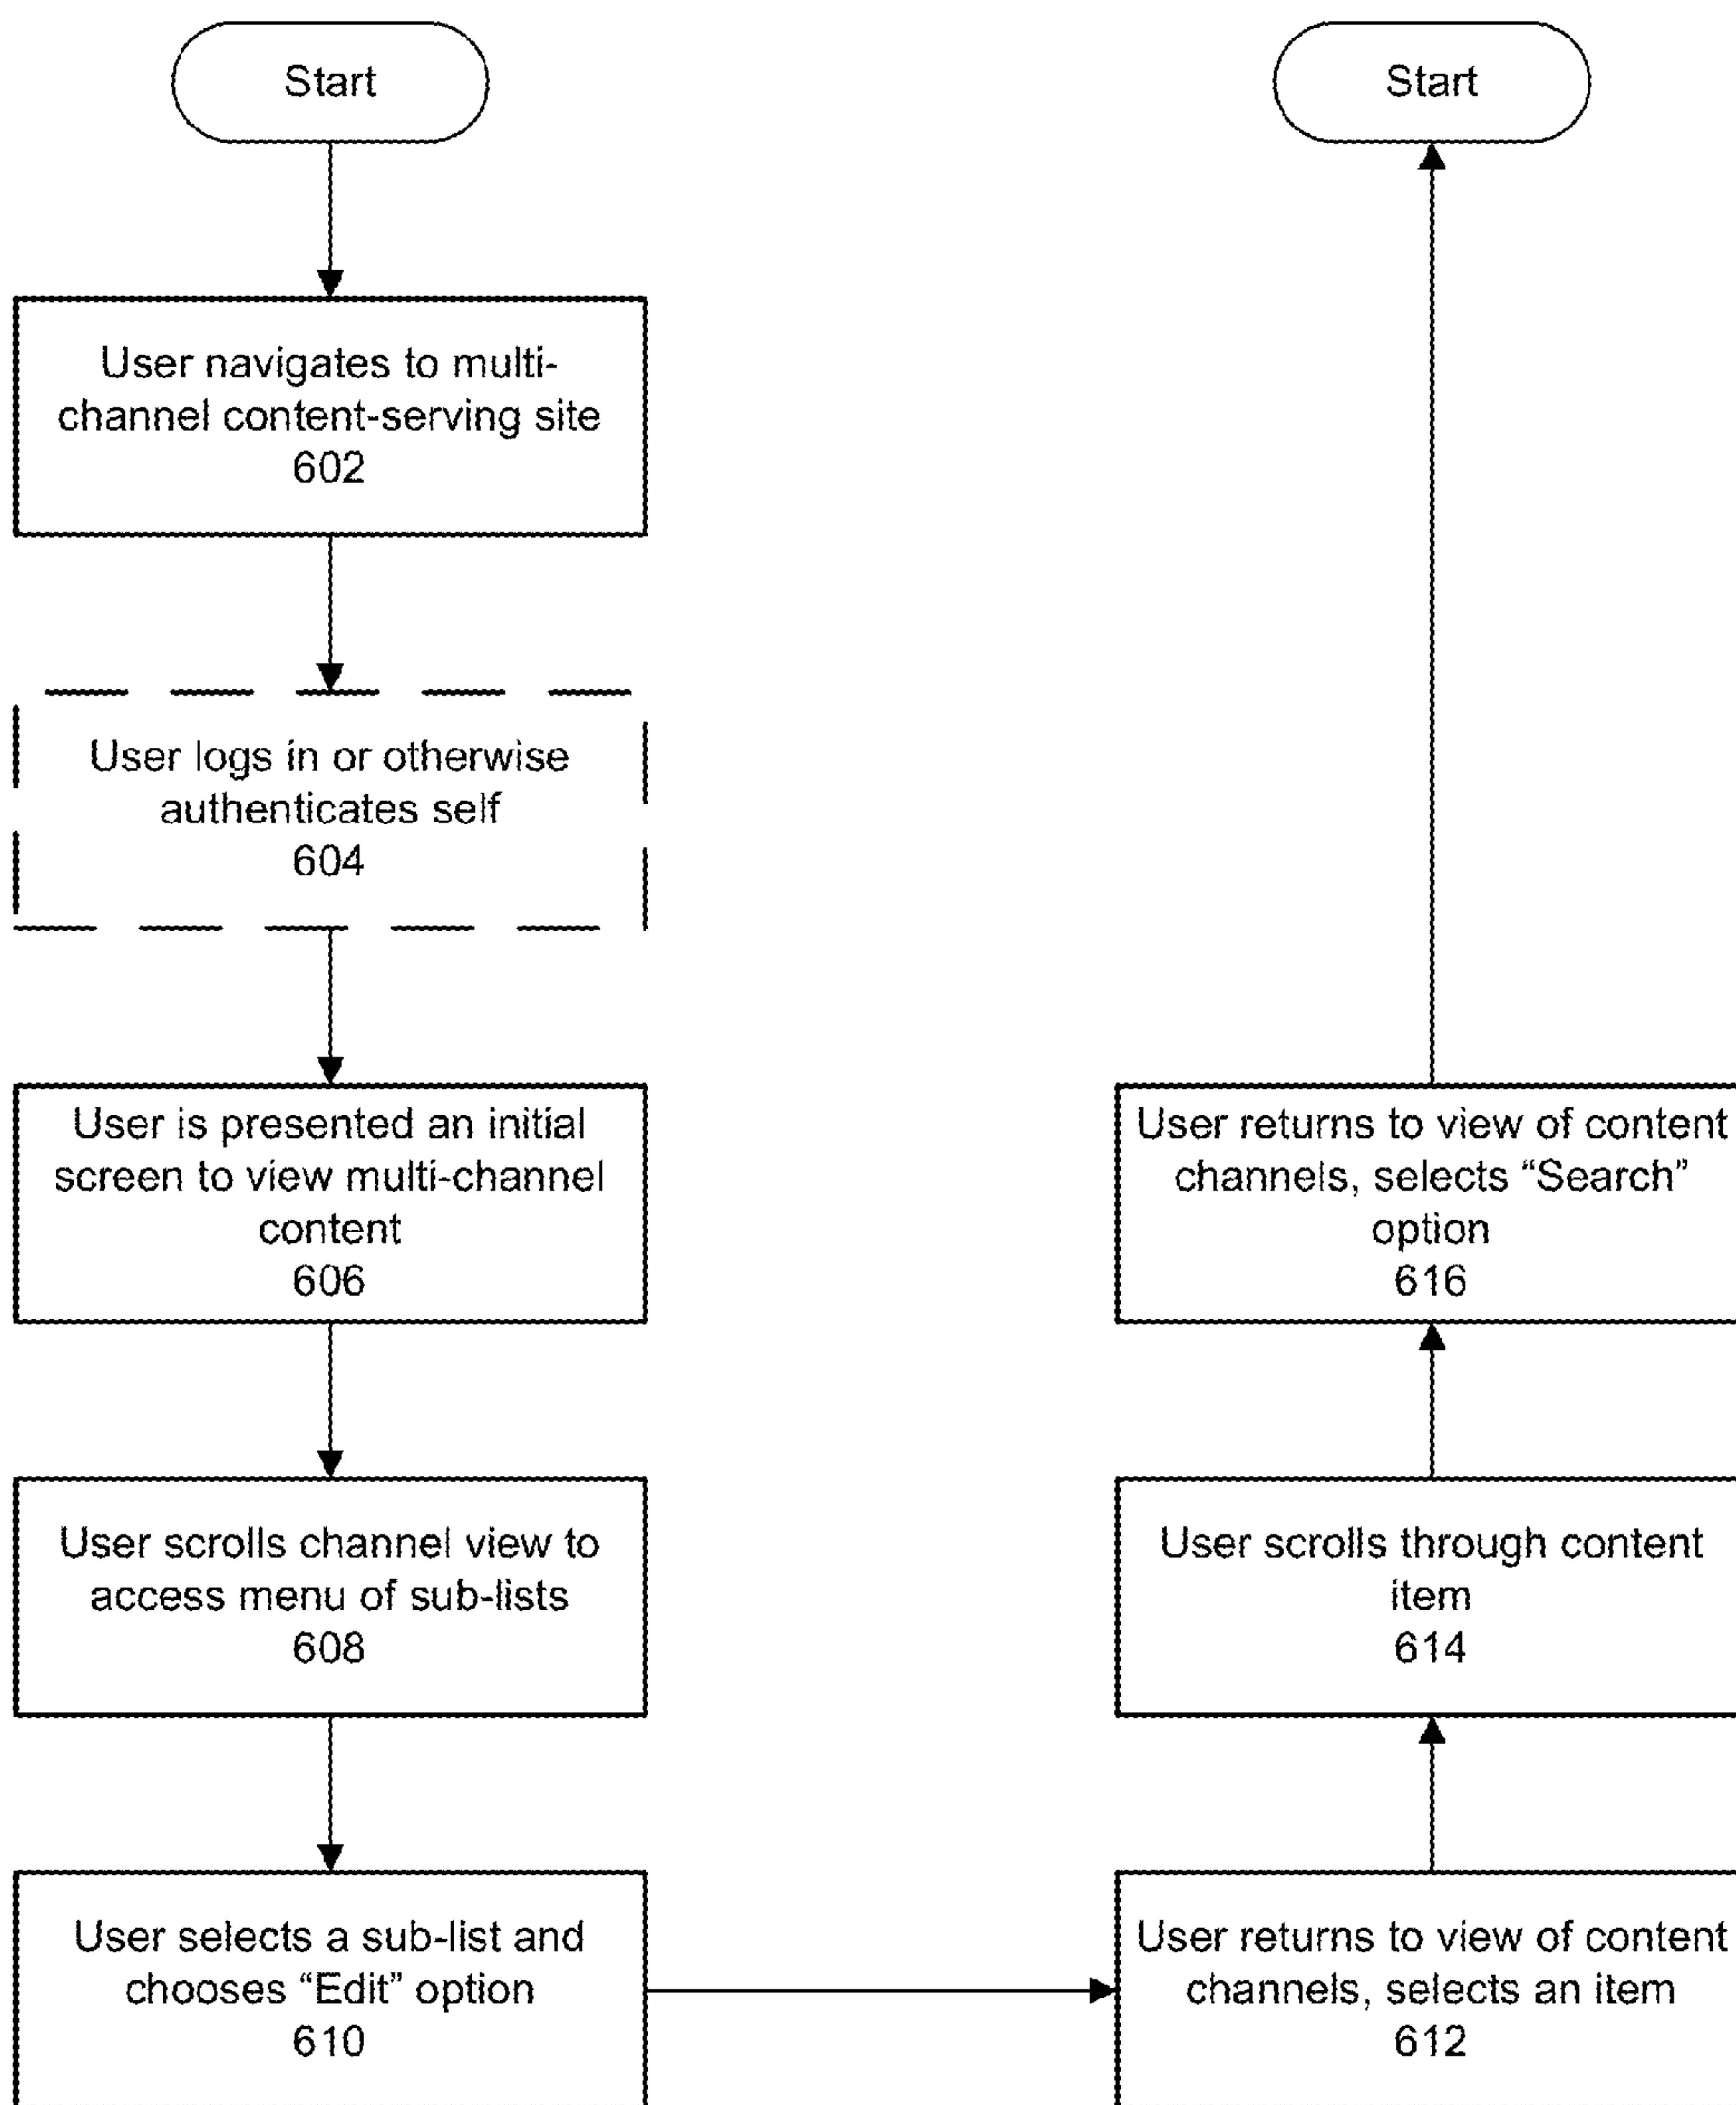 Start
User navigates to multi-
channel content-serving site
602
User logs in or otherwise
authenticates self
604
User is presented an initial
screen to view multi-channel
content
606
User scrolls channel view to
access menu of sub-lists
608
User selects a sub-list and
chooses “Edit” option
610
User returns to view of content
channels, selects an item
612
User scrolls through content
item
614
User returns to view of content
channels, selects “Search”
option
616
Start